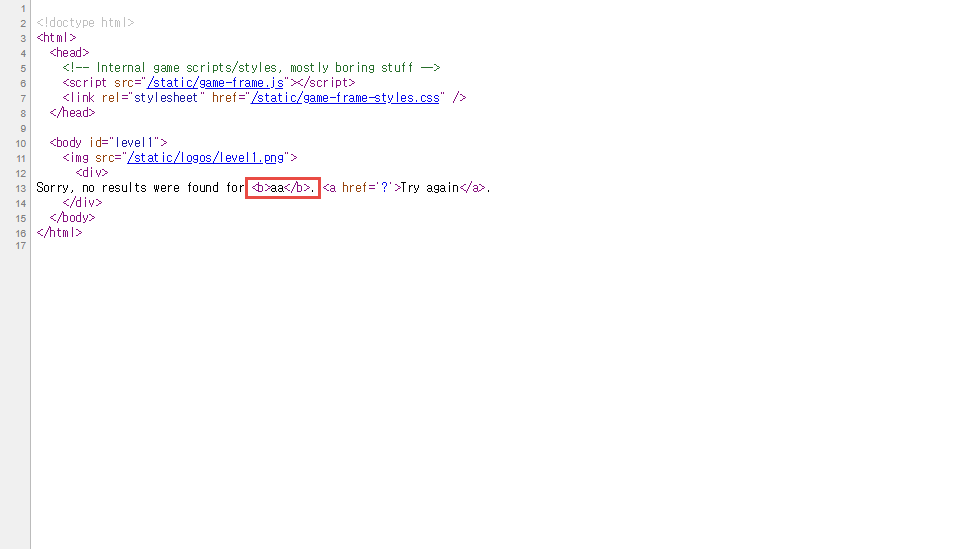 1
2 <!doctype html>
3 <html>
4 <head>
5 <!-- Internal game scripts/styles, mostly boring stuff -->
6 <script src="/static/game-frame.js"></script>
7 <link rel="stylesheet" href="/static/game-frame-styles.css" />
8 </head>
9
10 <body id="level1">
11 <img src="/static/logos/level1.png">
12 <div>
13 Sorry, no results were found for <b>aa</b>. <a href='?'>Try again</a>.
14 </div>
15 </body>
16 </html>
17